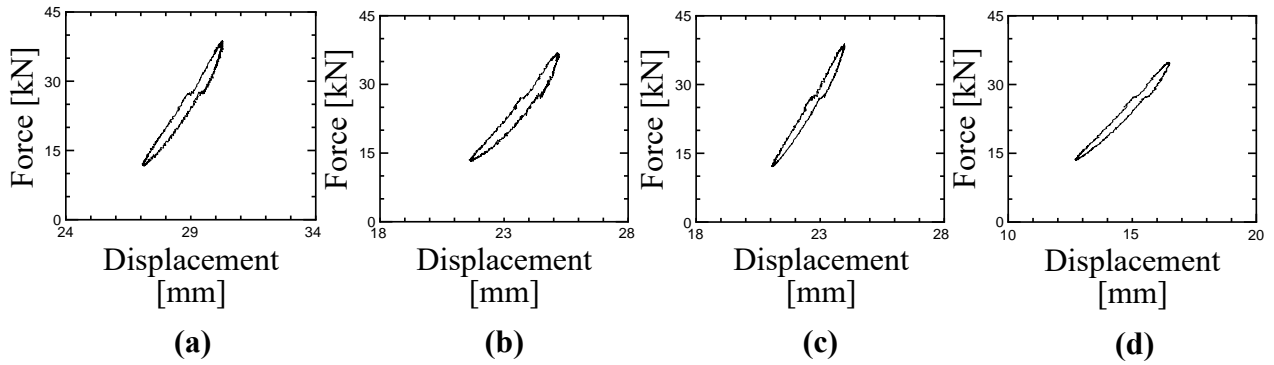 45
30
15
0
24
29
34
Force [kN]
Displacement
[mm]
(a)
45
30
15
0
18
23
28
Force [kN]
Displacement
[mm]
(b)
45
30
15
0
18
23
28
Force [kN]
Displacement
[mm]
(c)
45
30
15
0
10
15
20
Force [kN]
Displacement
[mm]
(d)